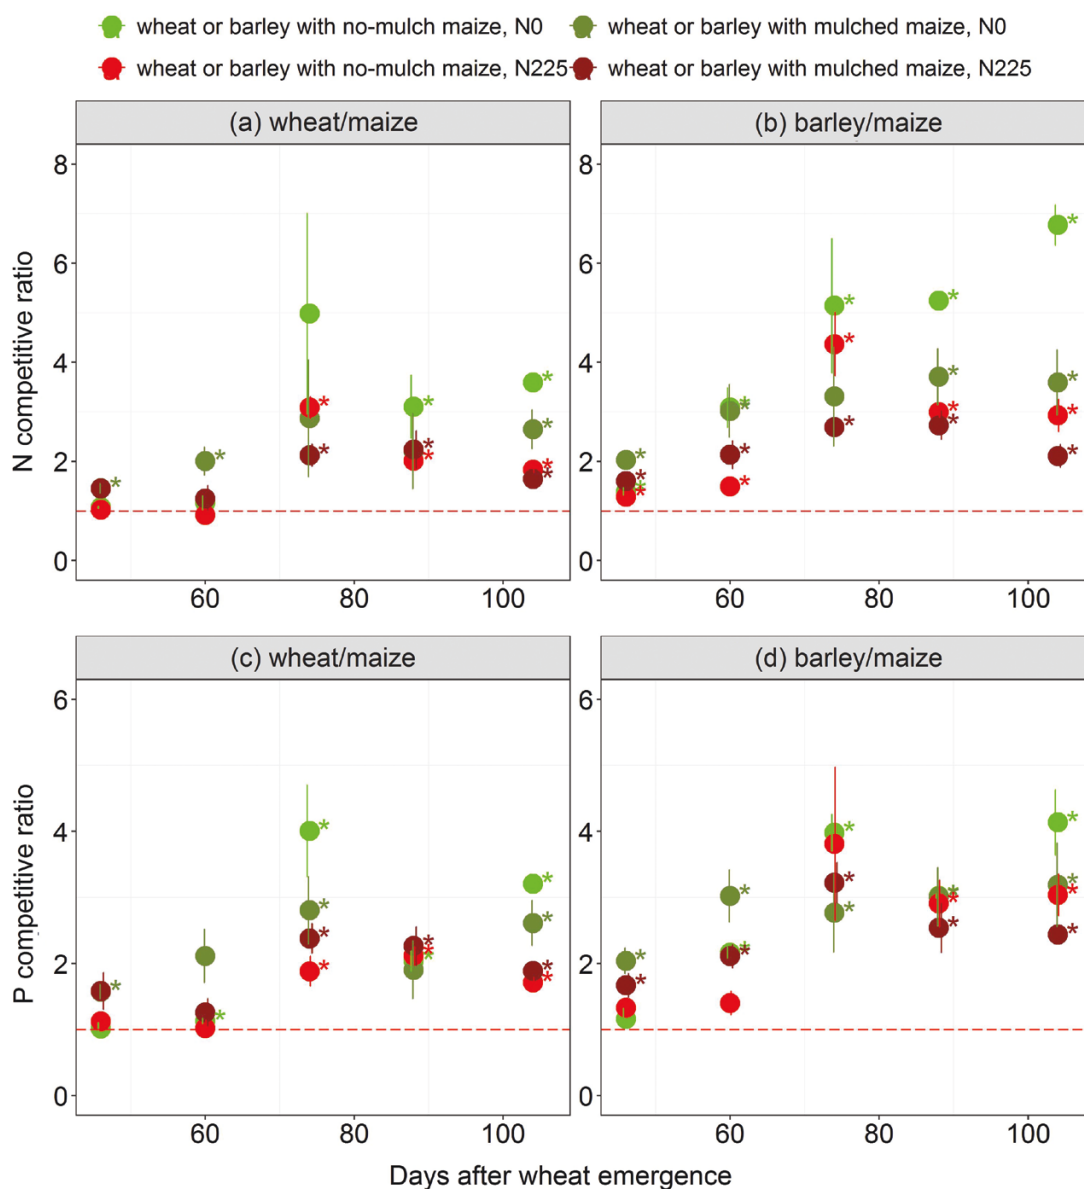 wheat or barley with no-mulch maize, N0 wheat or barley with mulched maize, N0
wheat or barley with no-mulch maize, N225 wheat or barley with mulched maize, N225
(a) wheat/maize
(b) barley/maize
N competitive ratio
8
6
4
2
0
8
6
4
2
0
60 80 100
60 80 100
(c) wheat/maize
(d) barley/maize
P competitive ratio
6
4
2
0
6
4
2
0
60 80 100
60 80 100
Days after wheat emergence